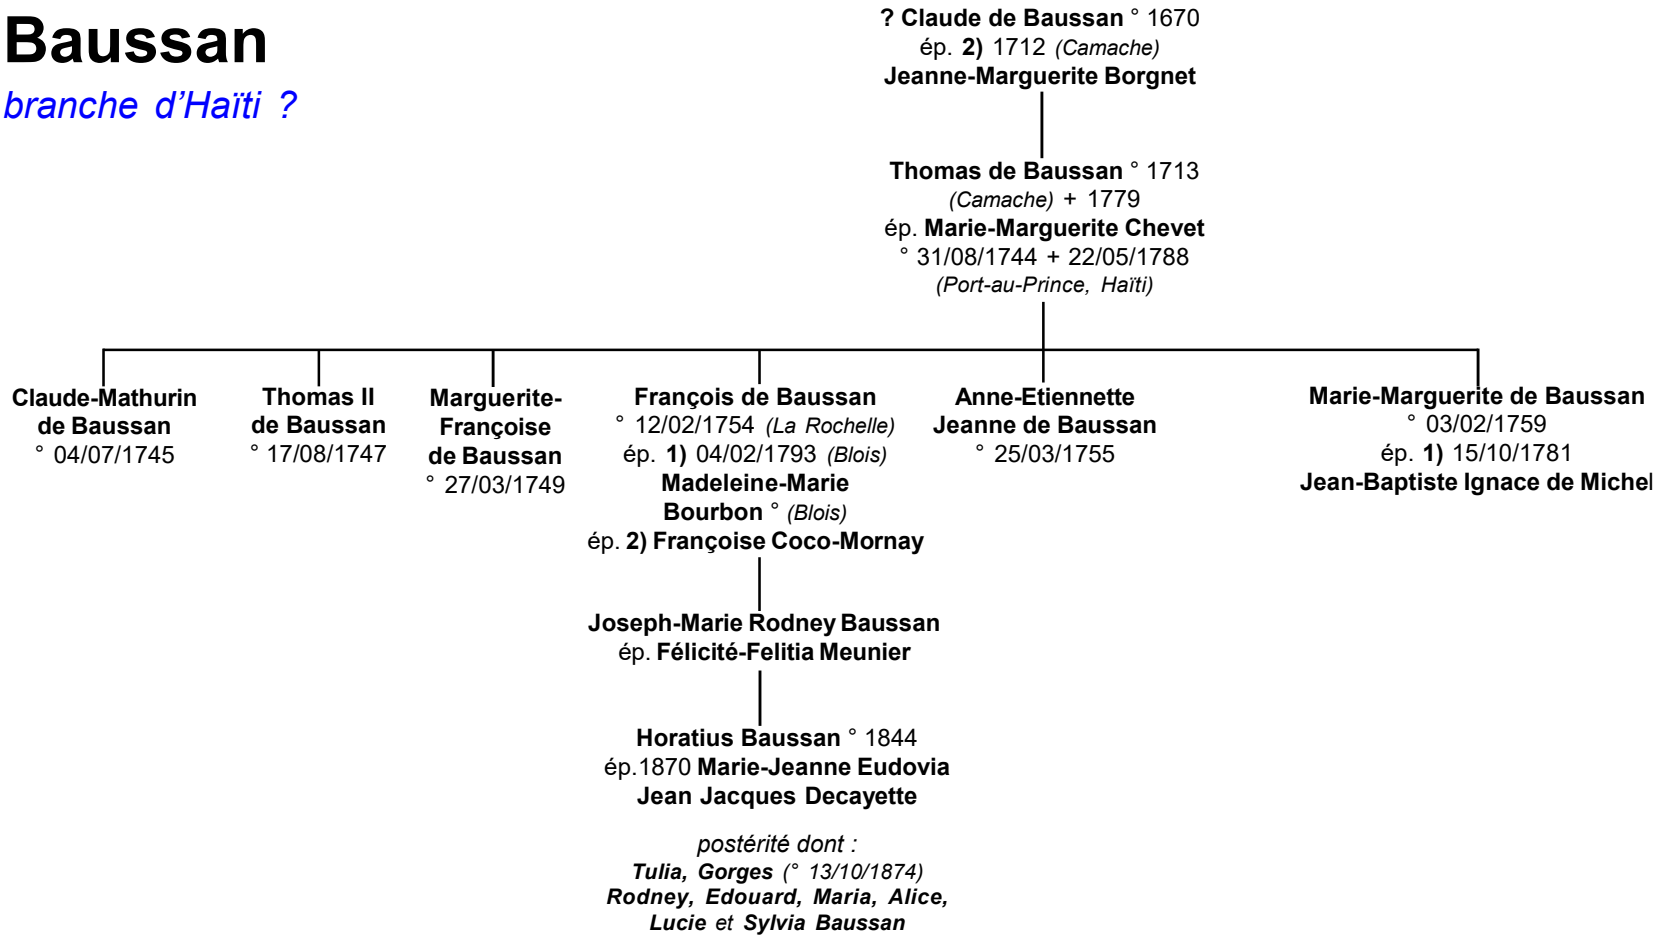 Baussan
branche d'Haïti ?
? Claude de Baussan ° 1670
ép. 2) 1712 (Camache)
Jeanne-Marguerite Borgnet
Thomas de Baussan ° 1713
(Camache) + 1779
ép. Marie-Marguerite Chevet
° 31/08/1744 + 22/05/1788
(Port-au-Prince, Haïti)
Claude-Mathurin
de Baussan
° 04/07/1745
Thomas II
de Baussan
° 17/08/1747
Marguerite-
Françoise
de Baussan
° 27/03/1749
François de Baussan
° 12/02/1754 (La Rochelle)
ép. 1) 04/02/1793 (Blois)
Madeleine-Marie
Bourbon ° (Blois)
ép. 2) Françoise Coco-Mornay
Anne-Etiennette
Jeanne de Baussan
° 25/03/1755
Marie-Marguerite de Baussan
° 03/02/1759
ép. 1) 15/10/1781
Jean-Baptiste Ignace de Michel
Joseph-Marie Rodney Baussan
ép. Félicité-Felitia Meunier
Horatius Baussan ° 1844
ép.1870 Marie-Jeanne Eudovia
Jean Jacques Decayette
postérité dont :
Tulia, Gorges (° 13/10/1874)
Rodney, Edouard, Maria, Alice,
Lucie et Sylvia Baussan